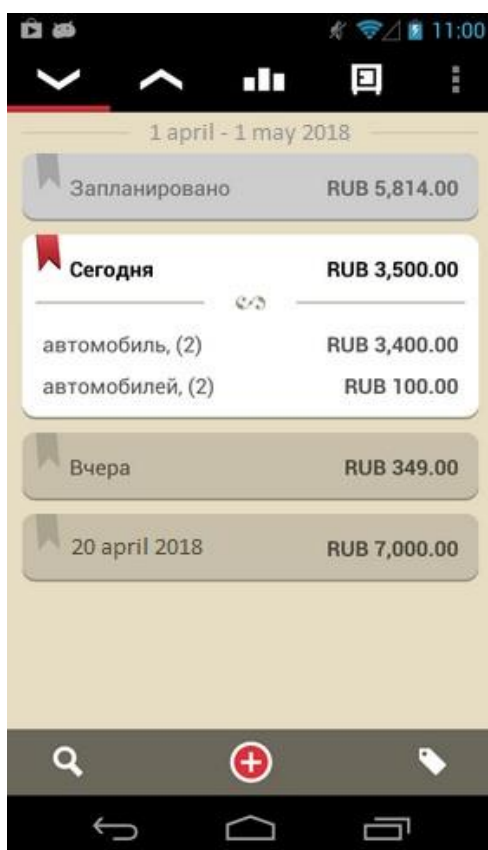 11:00
1 april - 1 may 2018
Запланировано RUB 5,814.00
Сегодня RUB 3,500.00
автомобиль, (2) RUB 3,400.00
автомобилей, (2) RUB 100.00
Вчера RUB 349.00
20 april 2018 RUB 7,000.00